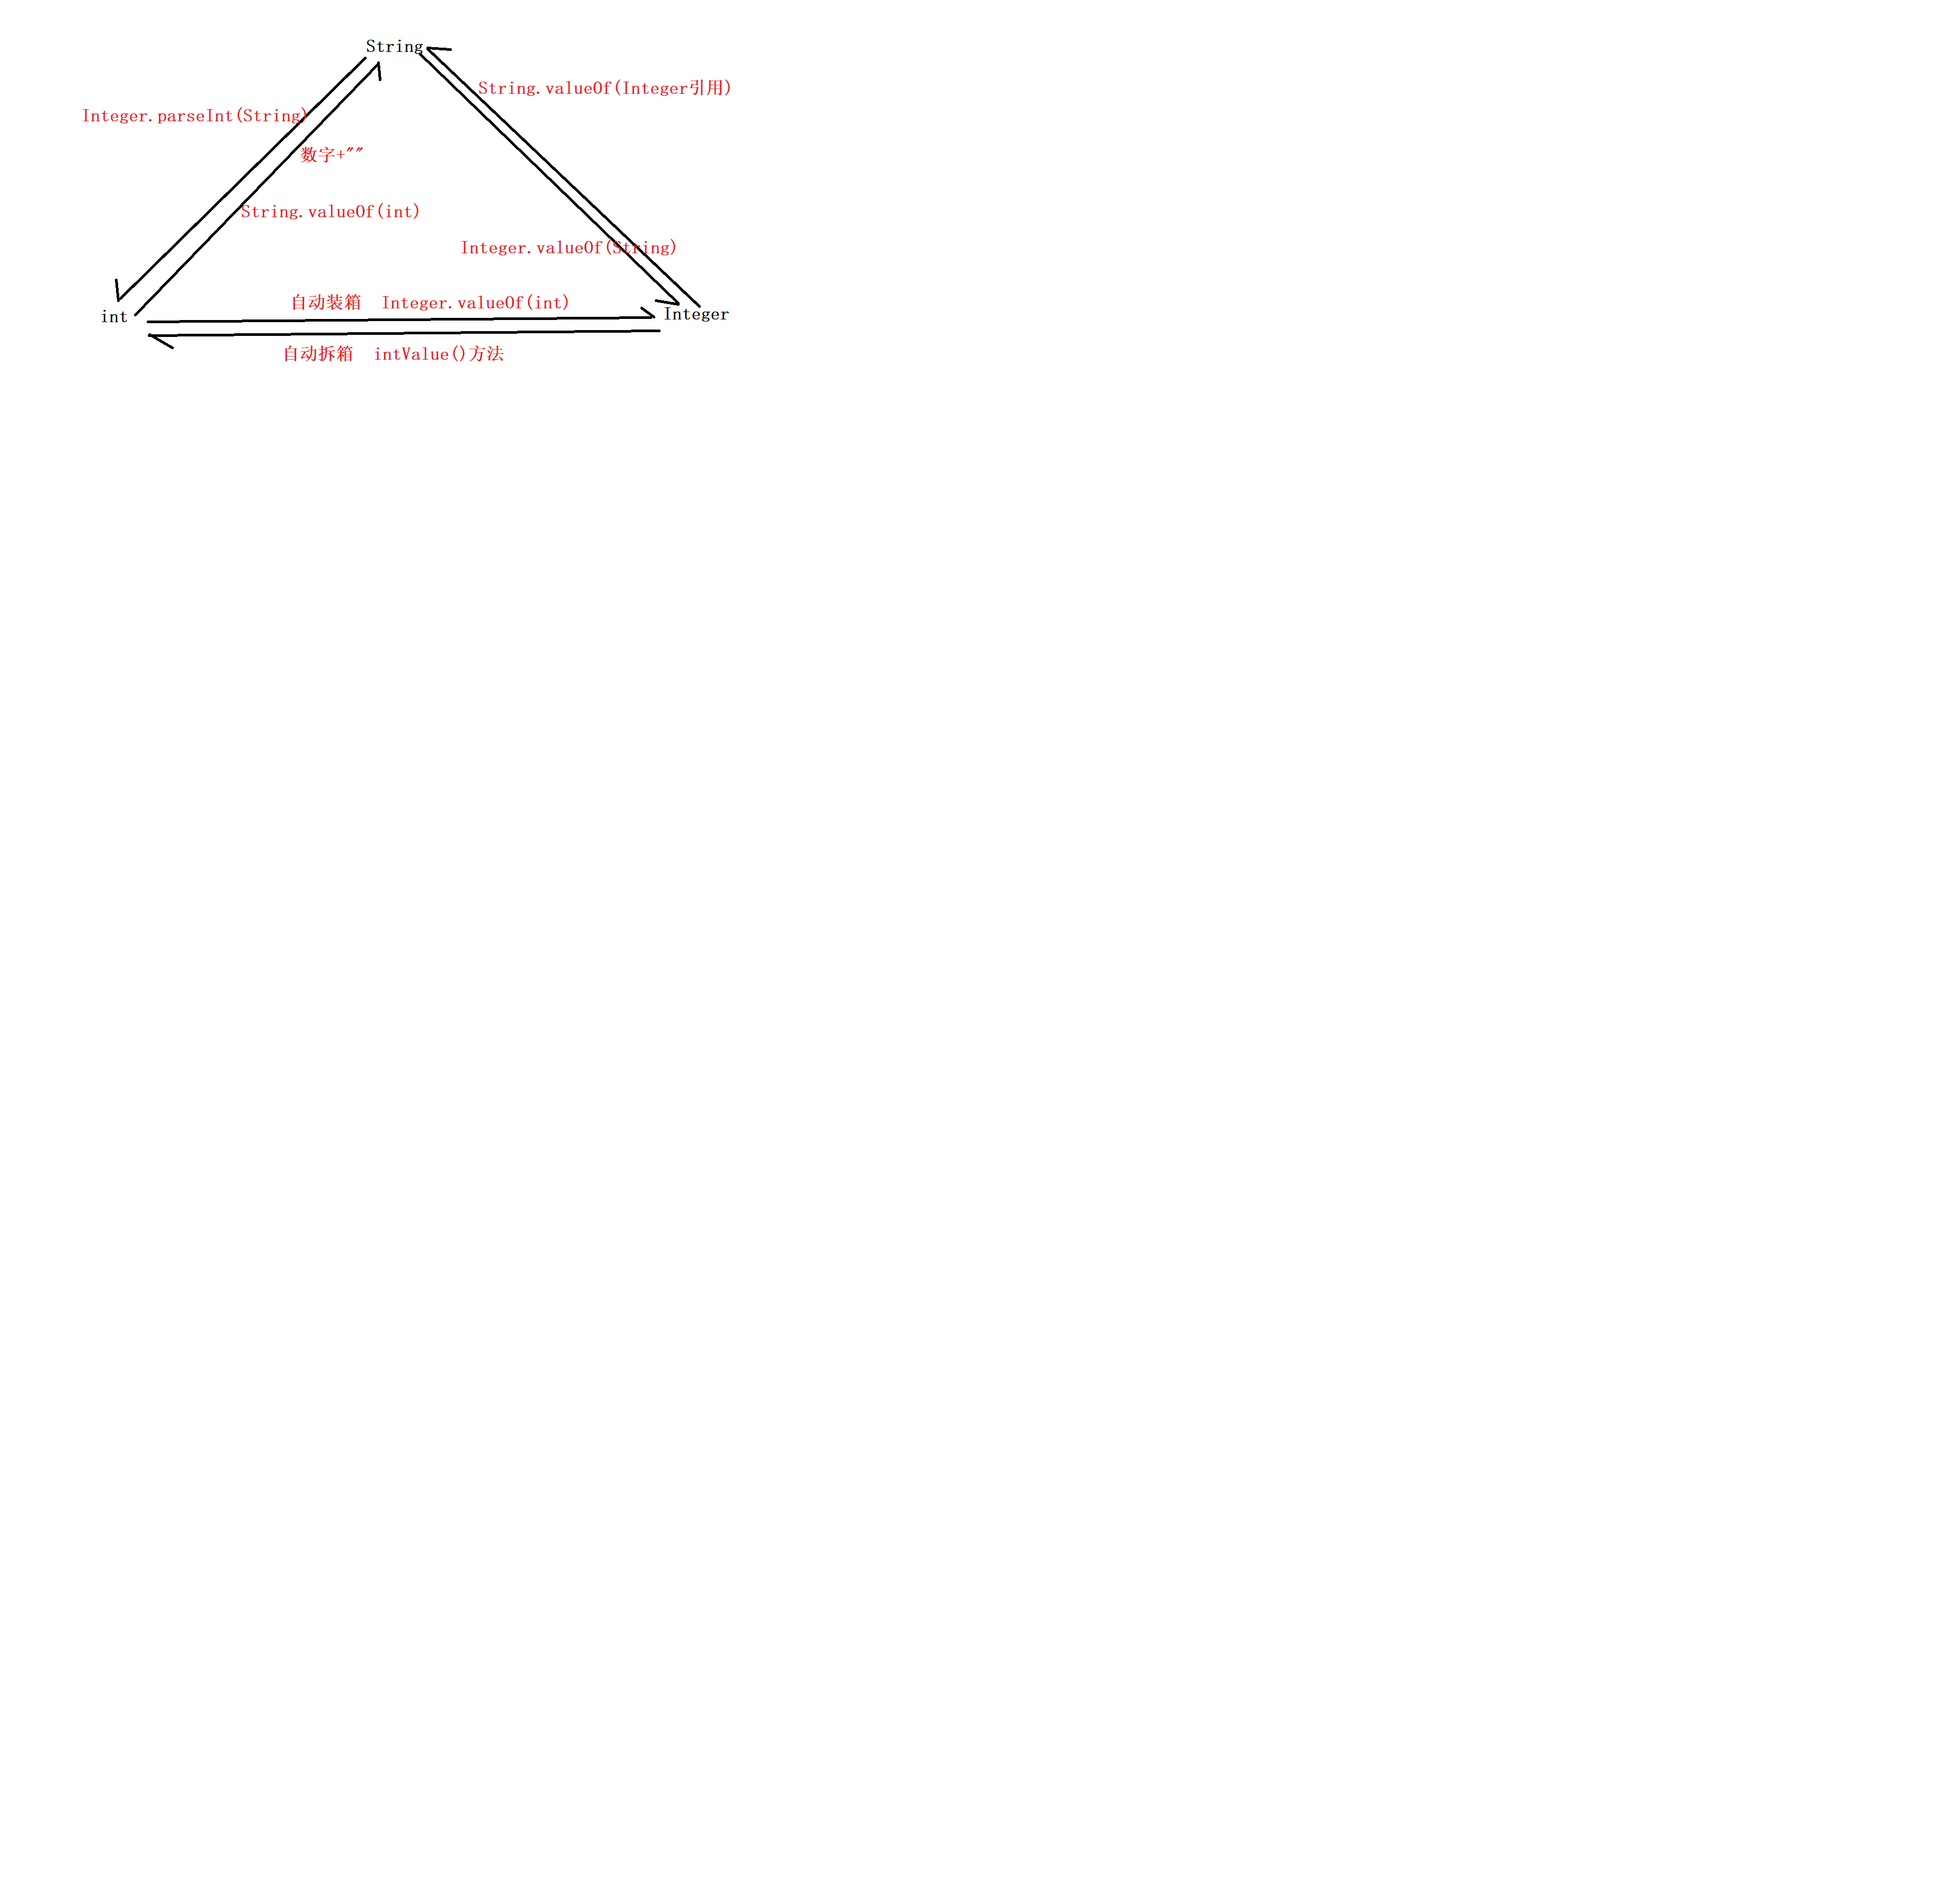 String
String.valueOf(Integer引用)
Integer.parseInt(String)
数字+""
String.valueOf(int)
Integer.valueOf(String)
自动装箱  Integer.valueOf(int)
int
Integer
自动拆箱  intValue()方法